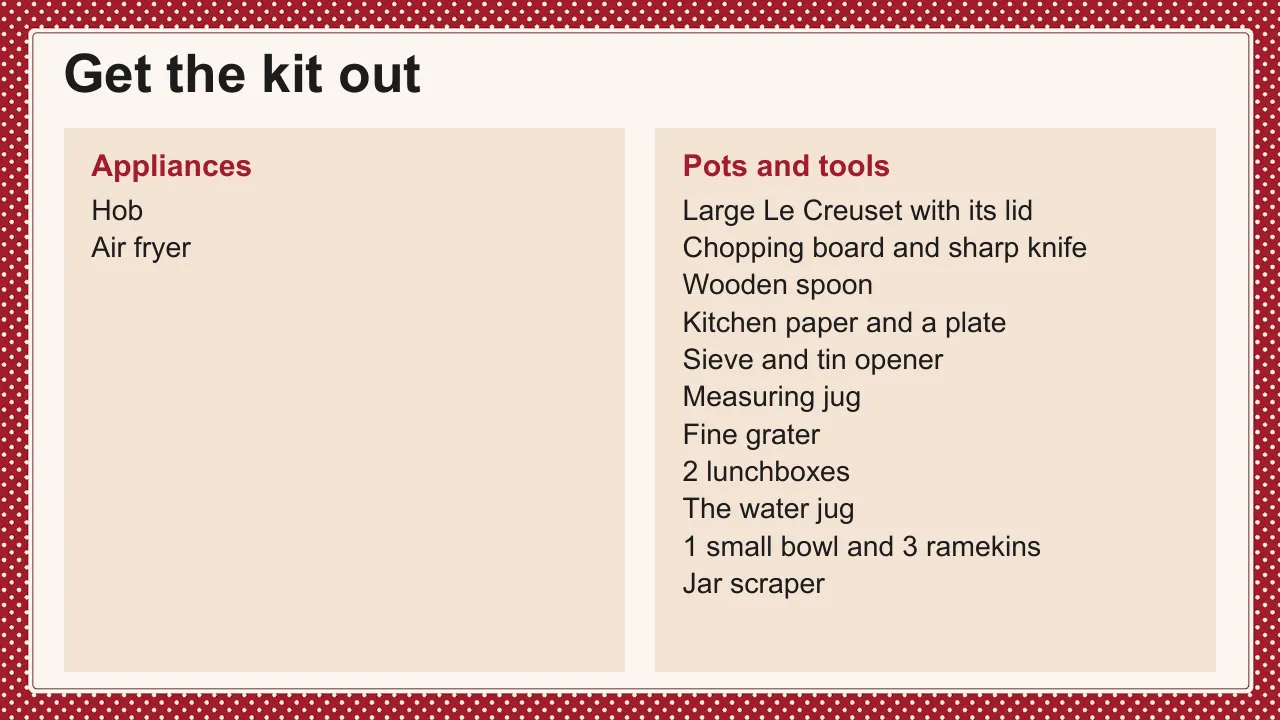 Get the kit out
Appliances
Hob
Air fryer
Pots and tools
Large Le Creuset with its lid
Chopping board and sharp knife
Wooden spoon
Kitchen paper and a plate
Sieve and tin opener
Measuring jug
Fine grater
2 lunchboxes
The water jug
1 small bowl and 3 ramekins
Jar scraper